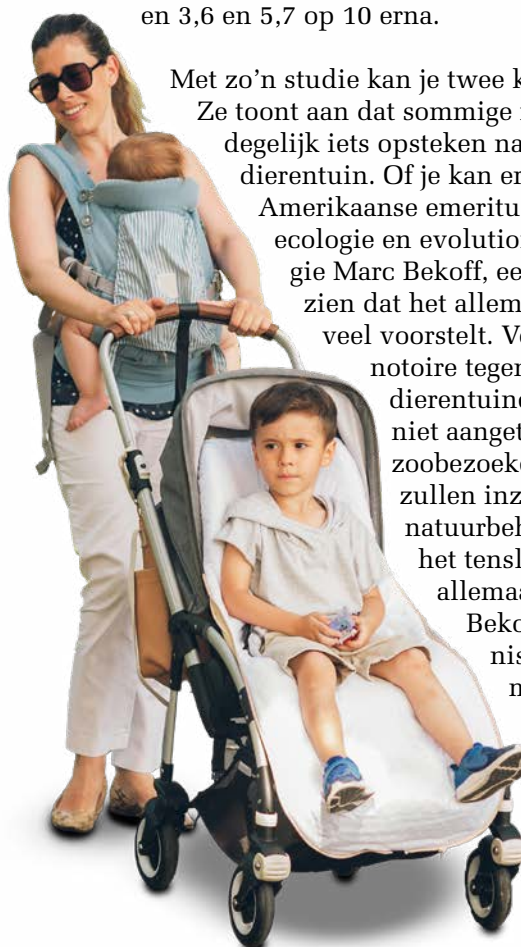 en 3,6 en 5,7 op 10 erna.
Met zo’n studie kan je twee k
Ze toont aan dat sommige
degelijk iets opsteken na
dierentuin. Of je kan er
Amerikaanse emeritu
ecologie en evolution
gie Marc Bekoff, ee
zien dat het allem
veel voorstelt. Ve
notoire tegen
dierentuine
niet aanget
zoobezoeke
zullen inz
natuurbeh
het tensl
allemaa
Beko
nis